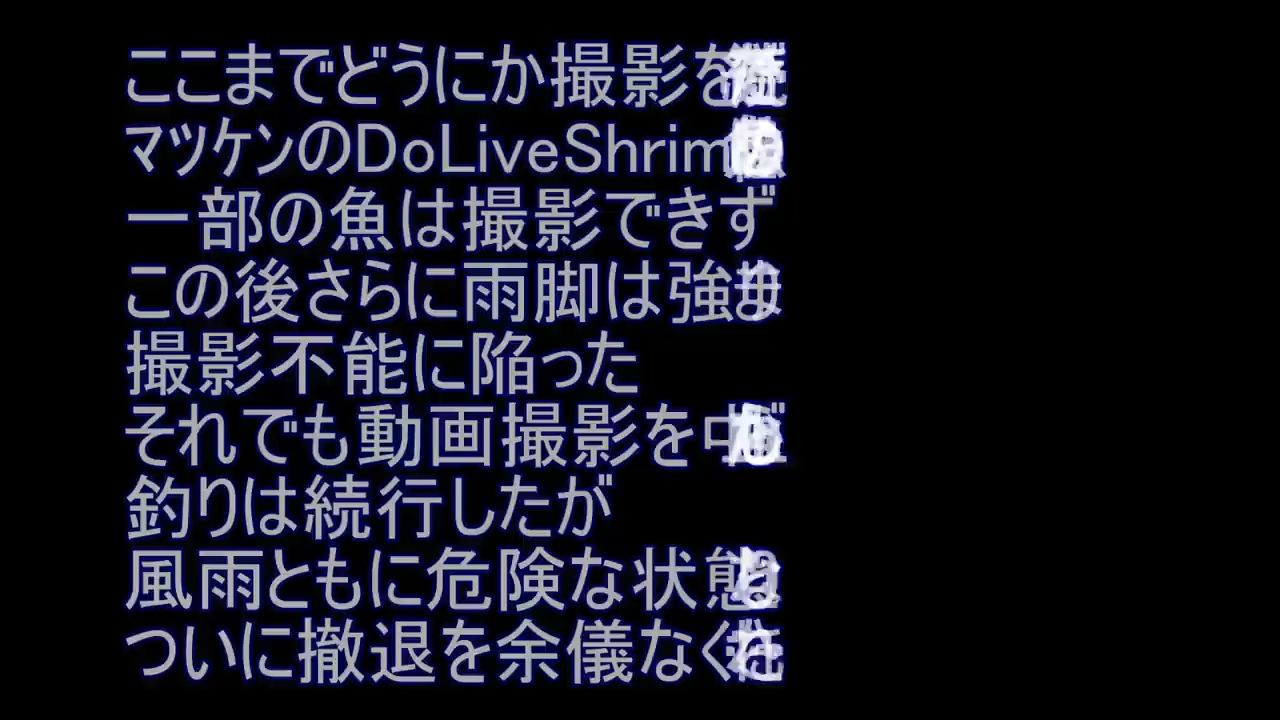 ここまでどうにか撮影を
マツケンのDoLiveShrim
一部の魚は撮影できず
この後さらに雨脚は強ま
撮影不能に陥った
それでも動画撮影を中
釣りは続行したが
風雨ともに危険な状態
ついに撤退を余儀なく